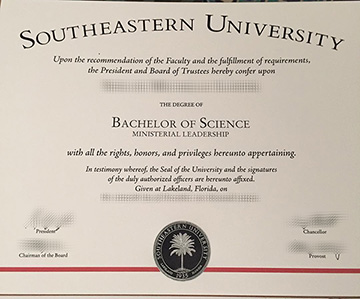 SOUTHEASTERN UNIVERSITY
Upon the recommendation of the Faculty and the fulfillment of requirements,
the President and Board of Trustees hereby confer upon
THE DEGREE OF
BACHELOR OF SCIENCE
MINISTERIAL LEADERSHIP
with all the rights, honors, and privileges hereunto appertaining.
In testimony whereof, the Seal of the University and the signatures
of the duly authorized officers are hereunto affixed.
Given at Lakeland, Florida, on
President
Chancellor
Chairman of the Board
Provost
SOUTHEASTERN UNIVERSITY
1935